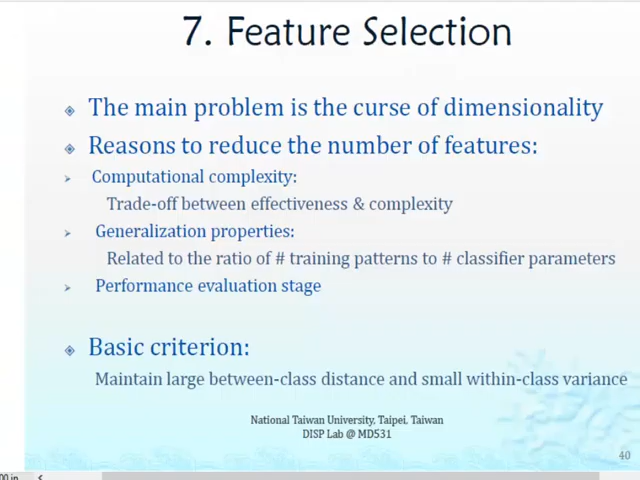 7. Feature Selection
The main problem is the curse of dimensionality
Reasons to reduce the number of features:
Computational complexity:
Trade-off between effectiveness & complexity
Generalization properties:
Related to the ratio of # training patterns to # classifier parameters
Performance evaluation stage
Basic criterion:
Maintain large between-class distance and small within-class variance
National Taiwan University, Taipei, Taiwan
DISP Lab @ MD531
40